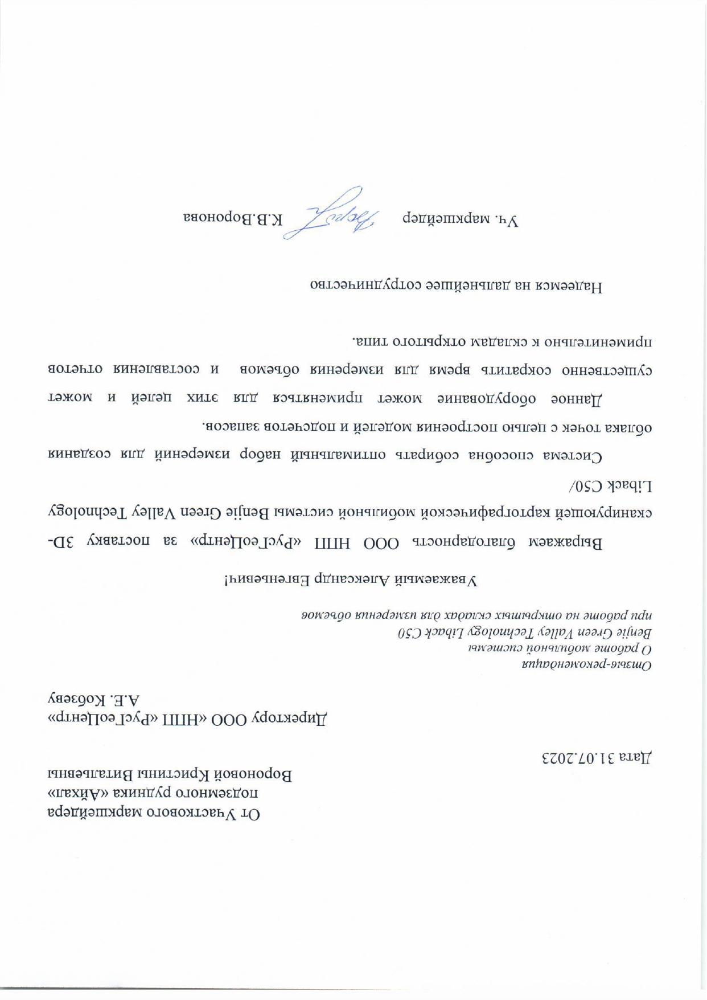 От Участкового маркшейдера
подземного рудника «Айхал»
Вороновой Кристины Витальевны
Дата 31.07.2023
Директору ООО «НПП «РусГеоЦентр»
А.Е. Кобзеву
Отзыв-рекомендация
О работе мобильной системы
Benjie Green Valley Technology Liback C50
при работе на открытых складах для измерения объемов
Уважаемый Александр Евгеньевич!
Выражаем благодарность ООО НПП «РусГеоЦентр» за поставку 3D-
сканирующей картографической мобильной системы Benjie Green Valley Technology
Liback C50/
Система способна собирать оптимальный набор измерений для создания
облака точек с целью построения моделей и подсчетов запасов.
Данное оборудование может применяться для этих целей и может
существенно сократить время для измерения объемов и составления отчетов
применительно к складам открытого типа.
Надеемся на дальнейшее сотрудничество
Уч. маркшейдер К.В.Воронова